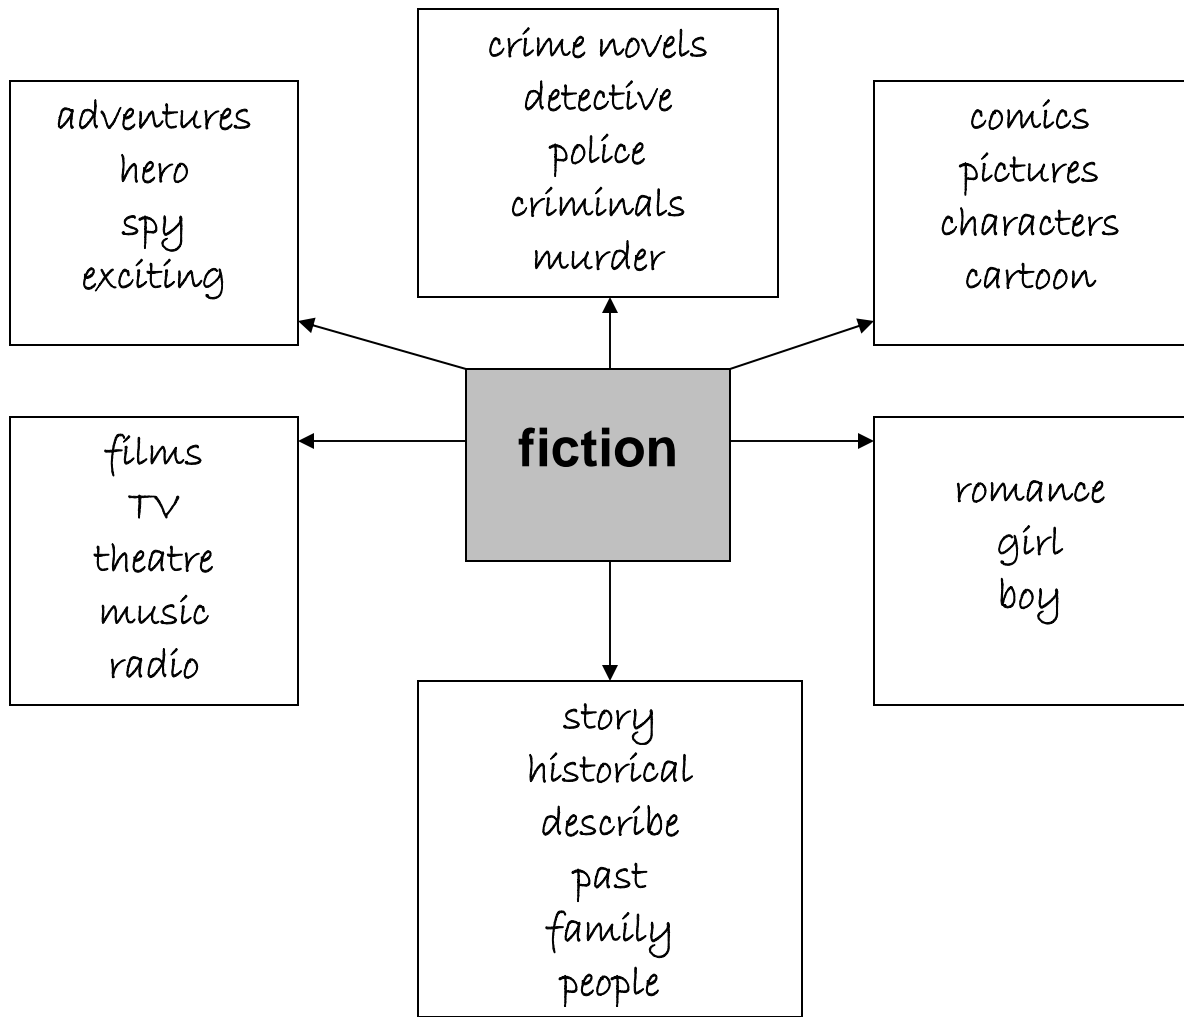 crime novels
detective
police
criminals
murder
adventures
hero
spy
exciting
comics
pictures
characters
cartoon
fiction
films
TV
theatre
music
radio
romance
girl
boy
story
historical
describe
past
family
people